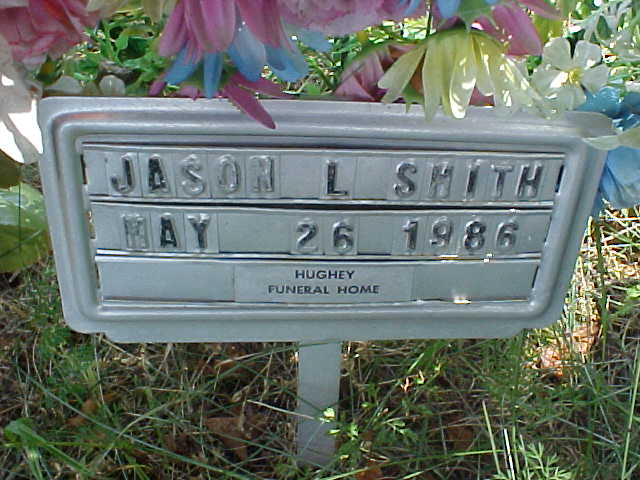 JASON L SMITH
MAY 26 1986
HUGHEY
FUNERAL HOME